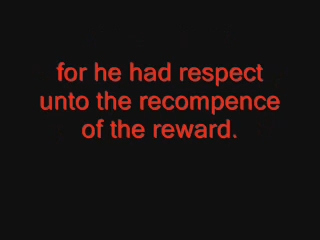 for he had respect
unto the recompence
of the reward.